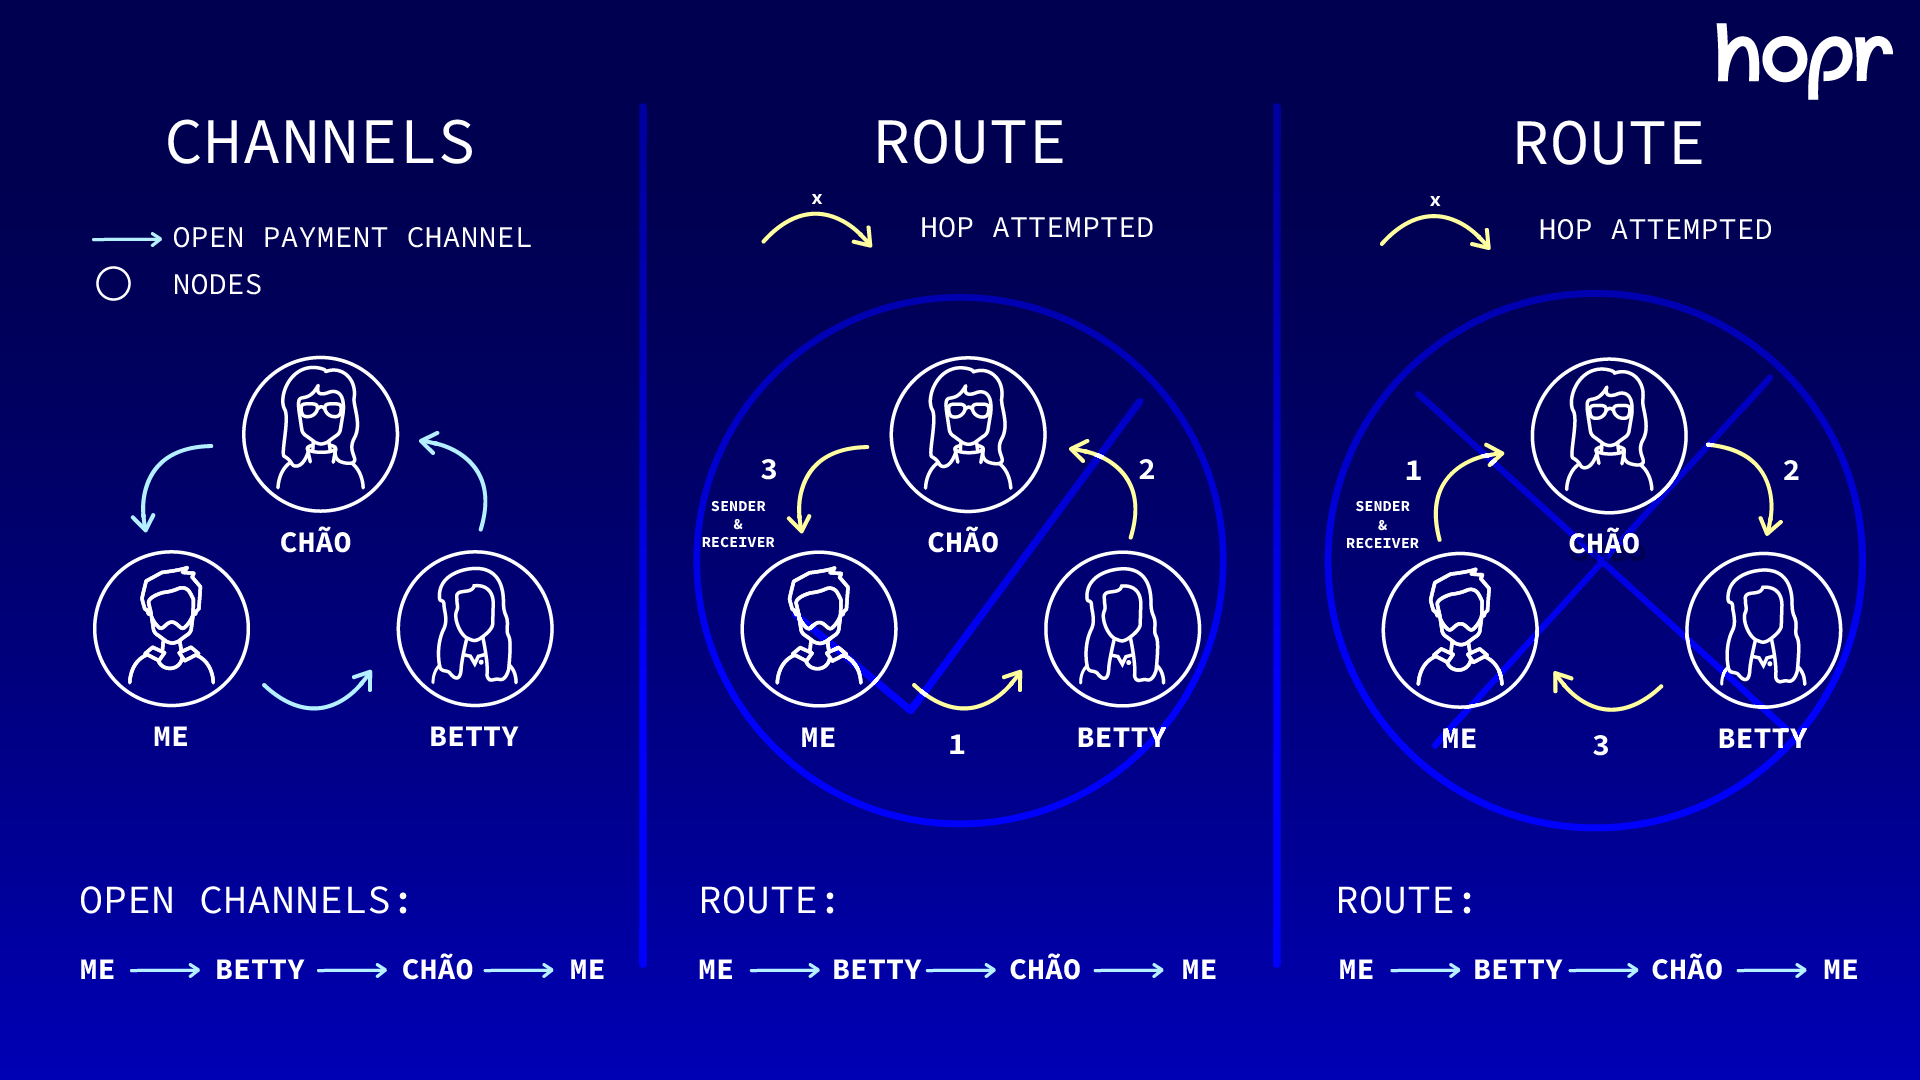 hopr
CHANNELS
OPEN PAYMENT CHANNEL
NODES
CHÃO
ME
BETTY
OPEN CHANNELS:
ME BETTY CHÃO ME
ROUTE
x
HOP ATTEMPTED
3
2
SENDER
&
RECEIVER
CHÃO
ME
1
BETTY
ROUTE:
ME BETTY CHÃO ME
ROUTE
x
HOP ATTEMPTED
1
2
SENDER
&
RECEIVER
CHÃO
ME
3
BETTY
ROUTE:
ME BETTY CHÃO ME